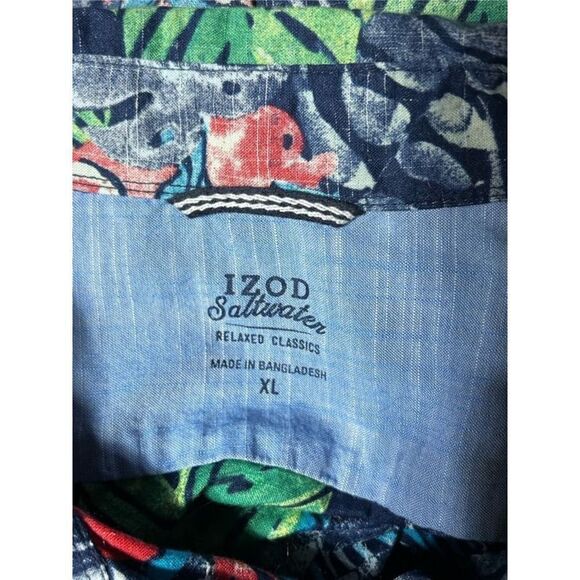 IZOD
Saltwater
RELAXED CLASSICS
MADE IN BANGLADESH
XL